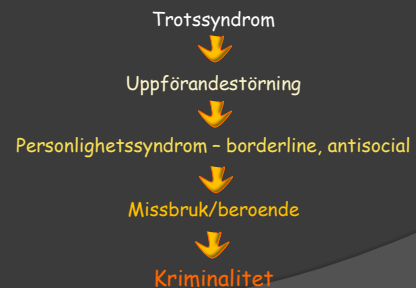 Trotssyndrom
Uppförandestörning
Personlighetssyndrom – borderline, antisocial
Missbruk/beroende
Kriminalitet